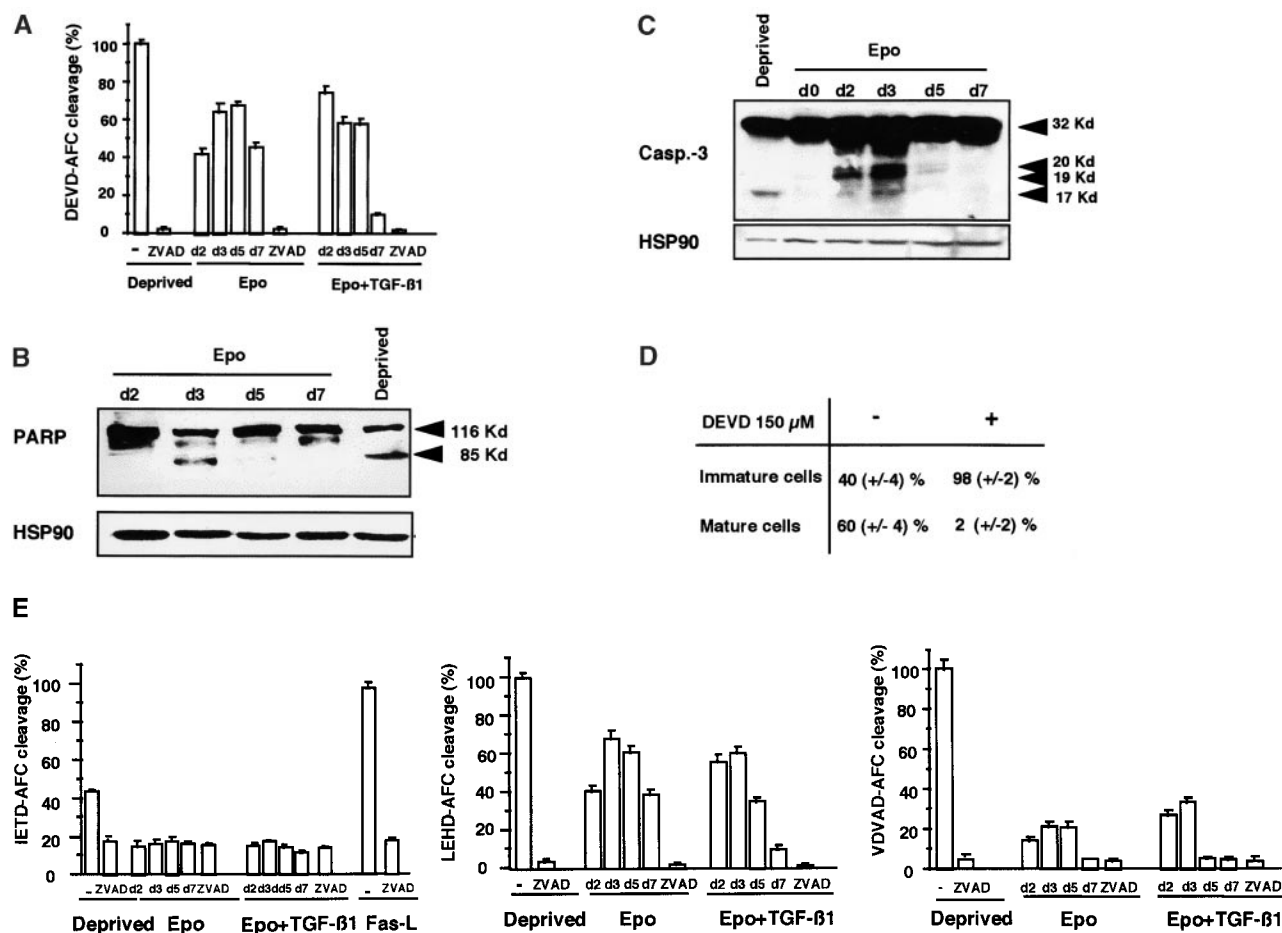 A
DEVD-AFC cleavage (%)
100
80
60
40
20
0
- ZVAD d2 d3 d5 d7 ZVAD d2 d3 d5 d7 ZVAD
Deprived Epo Epo+TGF-ß1
B
Epo
Deprived
d2 d3 d5 d7
PARP
116 Kd
85 Kd
HSP90
C
Deprived
Epo
d0 d2 d3 d5 d7
Casp.-3
32 Kd
20 Kd
19 Kd
17 Kd
HSP90
D
DEVD 150 µM - +
Immature cells 40 (+/-4) % 98 (+/-2) %
Mature cells 60 (+/- 4) % 2 (+/-2) %
E
IETD-AFC cleavage (%)
100
80
60
40
20
0
- ZVAD d2 d3 d5 d7 ZVAD d2 d3 d5 d7 ZVAD - ZVAD
Deprived Epo Epo+TGF-ß1 Fas-L
LEHD-AFC cleavage (%)
100
80
60
40
20
0
- ZVAD d2 d3 d5 d7 ZVAD d2 d3 d5 d7 ZVAD
Deprived Epo Epo+TGF-ß1
VDVAD-AFC cleavage (%)
100
80
60
40
20
0
- ZVAD d2 d3 d5 d7 ZVAD d2 d3 d5 d7 ZVAD
Deprived Epo Epo+TGF-ß1